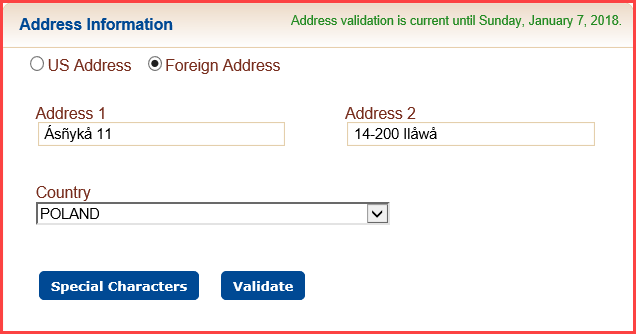 Address Information
Address validation is current until Sunday, January 7, 2018.
US Address Foreign Address
Address 1 Address 2
Ásñykå 11 14-200 Ilåwå
Country
POLAND
Special Characters Validate